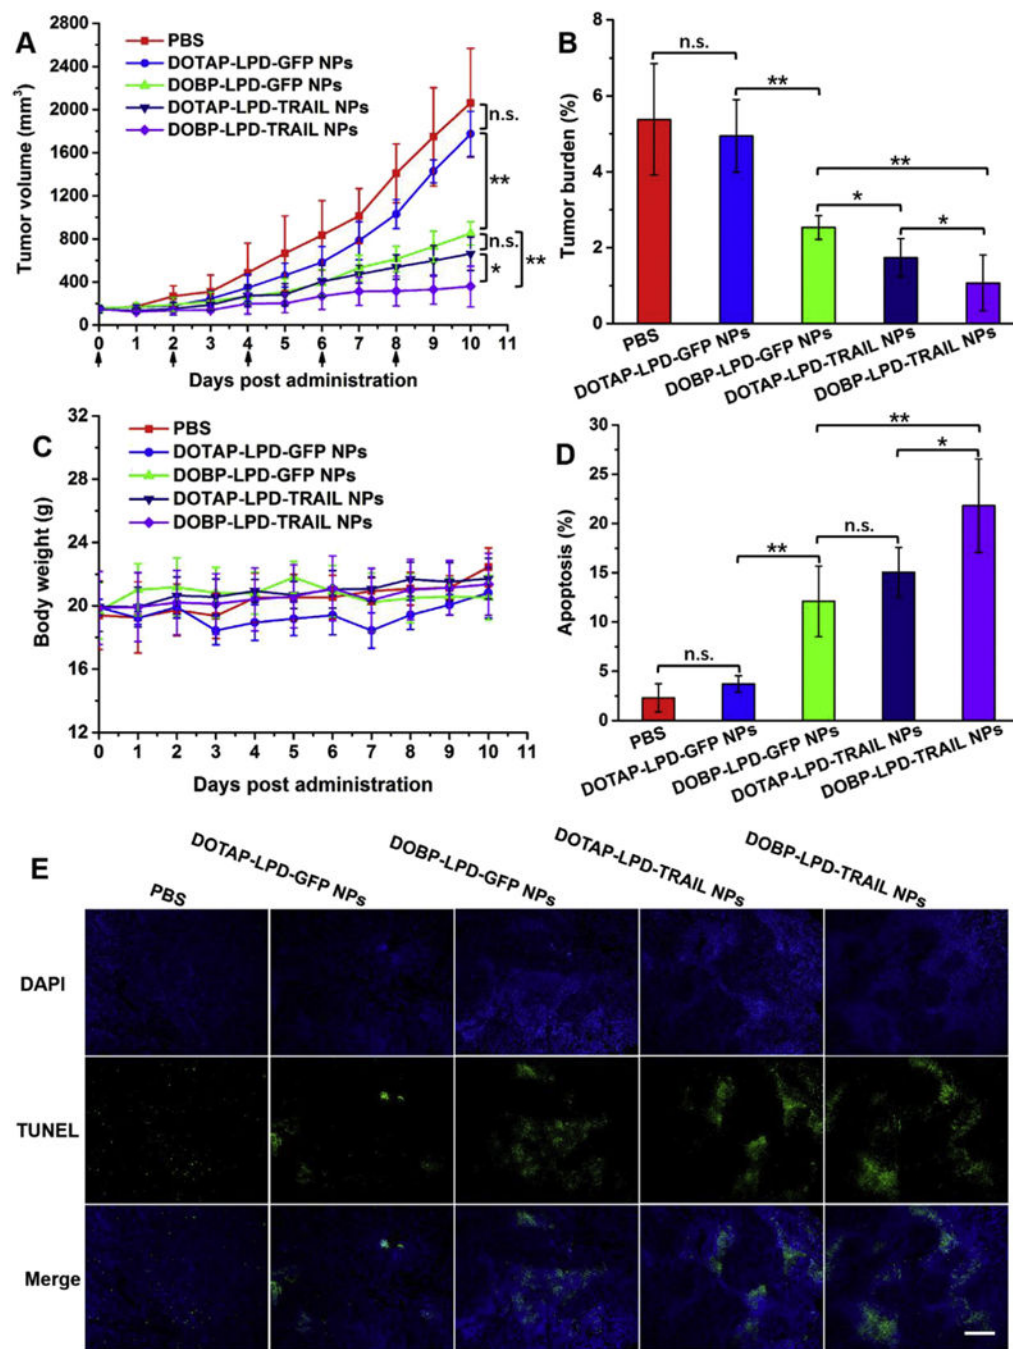 A
Tumor volume (mm³)
2800
2400
2000
1600
1200
800
400
0
PBS
DOTAP-LPD-GFP NPs
DOBP-LPD-GFP NPs
DOTAP-LPD-TRAIL NPs
DOBP-LPD-TRAIL NPs
n.s.
**
n.s.
*
**
0 1 2 3 4 5 6 7 8 9 10 11
Days post administration
B
Tumor burden (%)
8
6
4
2
0
n.s.
**
**
*
*
PBS
DOTAP-LPD-GFP NPs
DOBP-LPD-GFP NPs
DOTAP-LPD-TRAIL NPs
DOBP-LPD-TRAIL NPs
C
Body weight (g)
32
28
24
20
16
12
PBS
DOTAP-LPD-GFP NPs
DOBP-LPD-GFP NPs
DOTAP-LPD-TRAIL NPs
DOBP-LPD-TRAIL NPs
0 1 2 3 4 5 6 7 8 9 10 11
Days post administration
D
Apoptosis (%)
30
25
20
15
10
5
0
**
*
n.s.
**
n.s.
PBS
DOTAP-LPD-GFP NPs
DOBP-LPD-GFP NPs
DOTAP-LPD-TRAIL NPs
DOBP-LPD-TRAIL NPs
E
PBS
DOTAP-LPD-GFP NPs
DOBP-LPD-GFP NPs
DOTAP-LPD-TRAIL NPs
DOBP-LPD-TRAIL NPs
DAPI
TUNEL
Merge